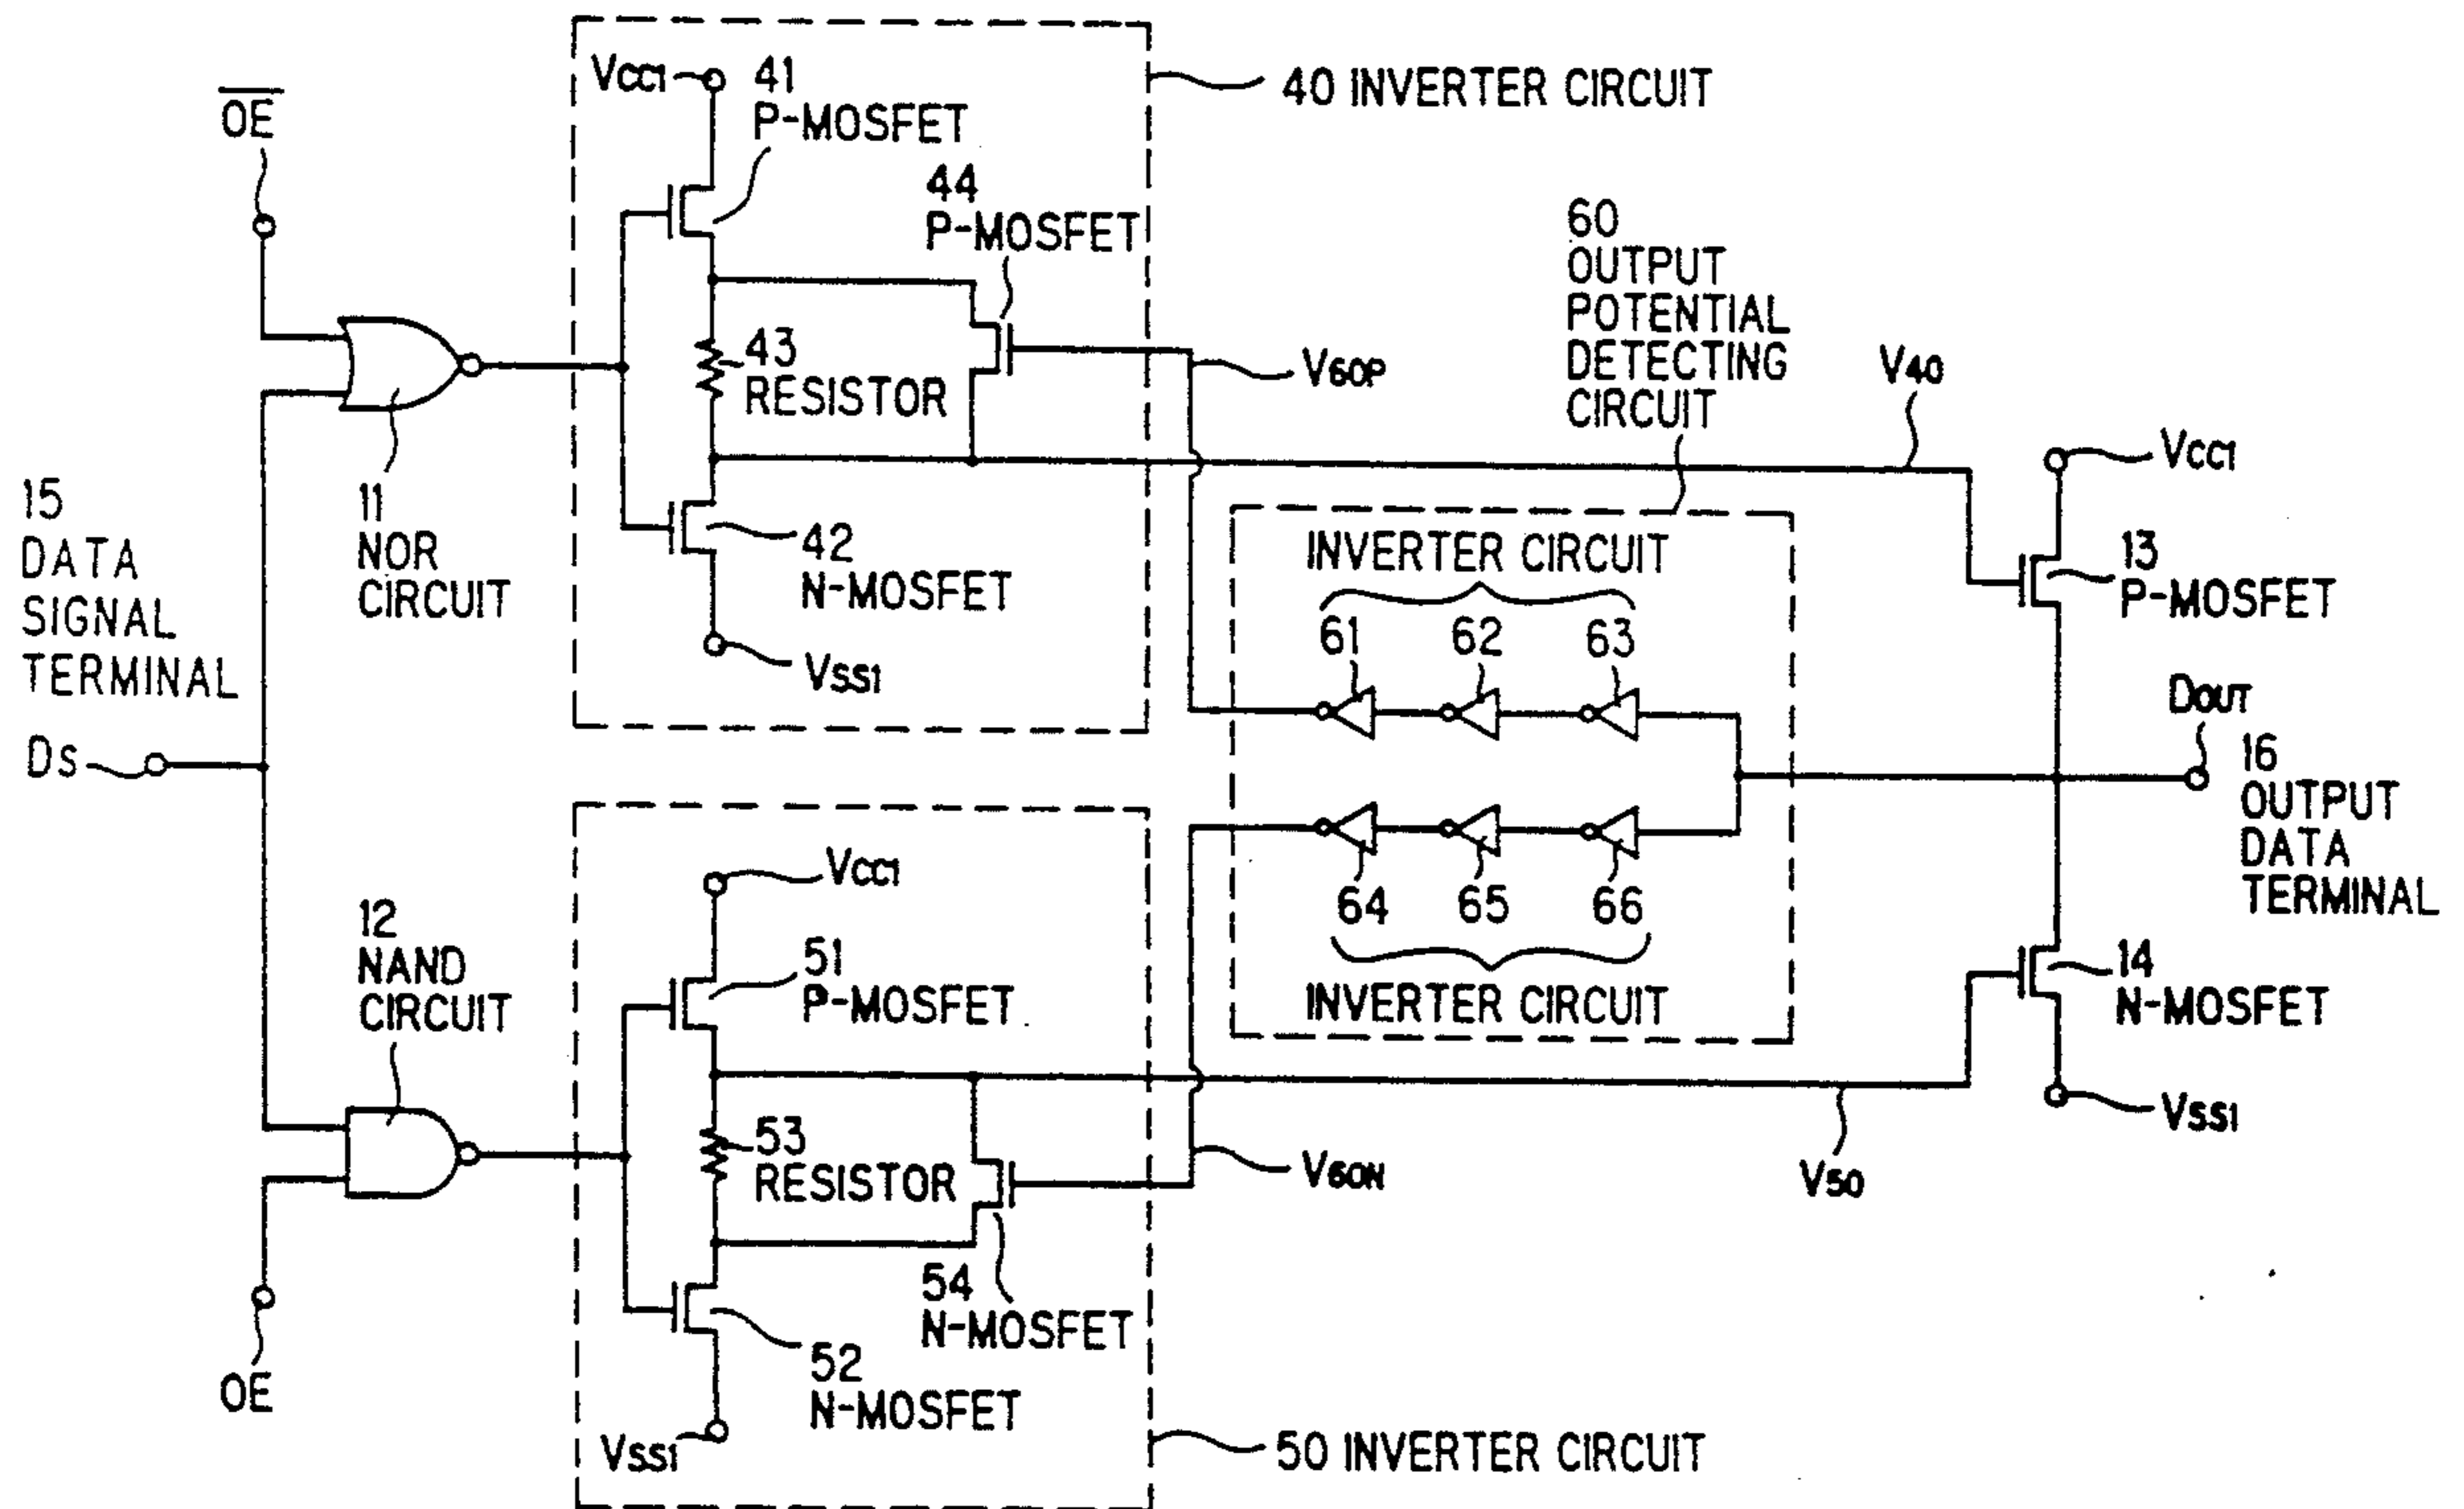 VCC1
41
P-MOSFET
40 INVERTER CIRCUIT
OE
44
P-MOSFET
60
OUTPUT
POTENTIAL
DETECTING
CIRCUIT
43
RESISTOR
V60P
V40
VCC1
15
DATA
SIGNAL
TERMINAL
11
NOR
CIRCUIT
42
N-MOSFET
INVERTER CIRCUIT
13
P-MOSFET
61
62
63
VSS1
DOUT
16
OUTPUT
DATA
TERMINAL
DS
VCC1
64
65
66
INVERTER CIRCUIT
12
NAND
CIRCUIT
51
P-MOSFET
14
N-MOSFET
VSS1
53
RESISTOR
V60N
V50
54
N-MOSFET
52
N-MOSFET
OE
VSS1
50 INVERTER CIRCUIT